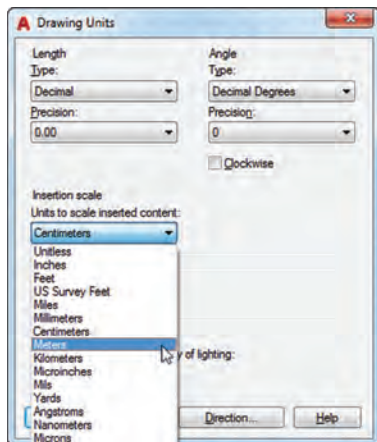 A Drawing Units
Length
Type:
Decimal
Precision:
0.00
Angle
Type:
Decimal Degrees
Precision:
0
Clockwise
Insertion scale
Units to scale inserted content:
Centimeters
Unitless
Inches
Feet
US Survey Feet
Miles
Millimeters
Centimeters
Meters
Kilometers
Microinches
Mils
Yards
Angstroms
Nanometers
Microns
y of lighting:
Direction...
Help